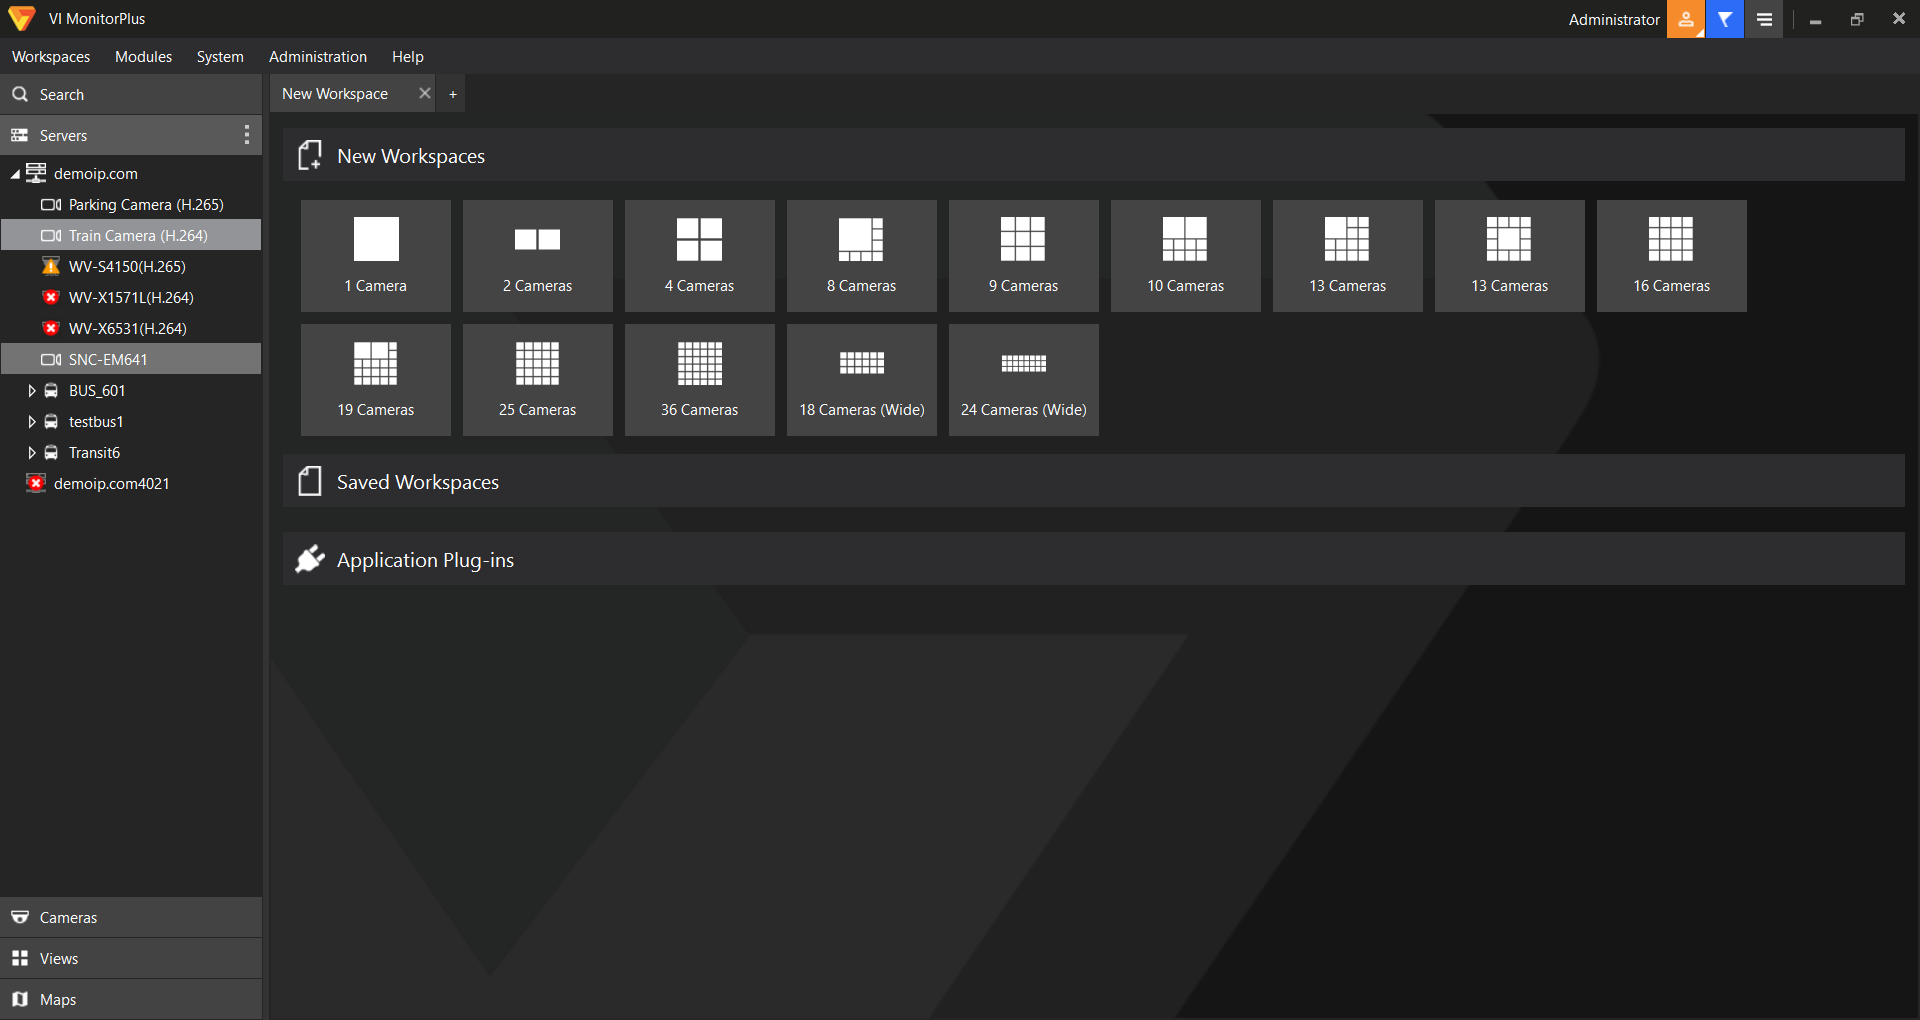 VI MonitorPlus
Administrator
Workspaces Modules System Administration Help
Search
Servers
demoip.com
Parking Camera (H.265)
Train Camera (H.264)
WV-S4150(H.265)
WV-X1571L(H.264)
WV-X6531(H.264)
SNC-EM641
BUS_601
testbus1
Transit6
demoip.com4021
Cameras
Views
Maps
New Workspace
+
New Workspaces
1 Camera
2 Cameras
4 Cameras
8 Cameras
9 Cameras
10 Cameras
13 Cameras
13 Cameras
16 Cameras
19 Cameras
25 Cameras
36 Cameras
18 Cameras (Wide)
24 Cameras (Wide)
Saved Workspaces
Application Plug-ins